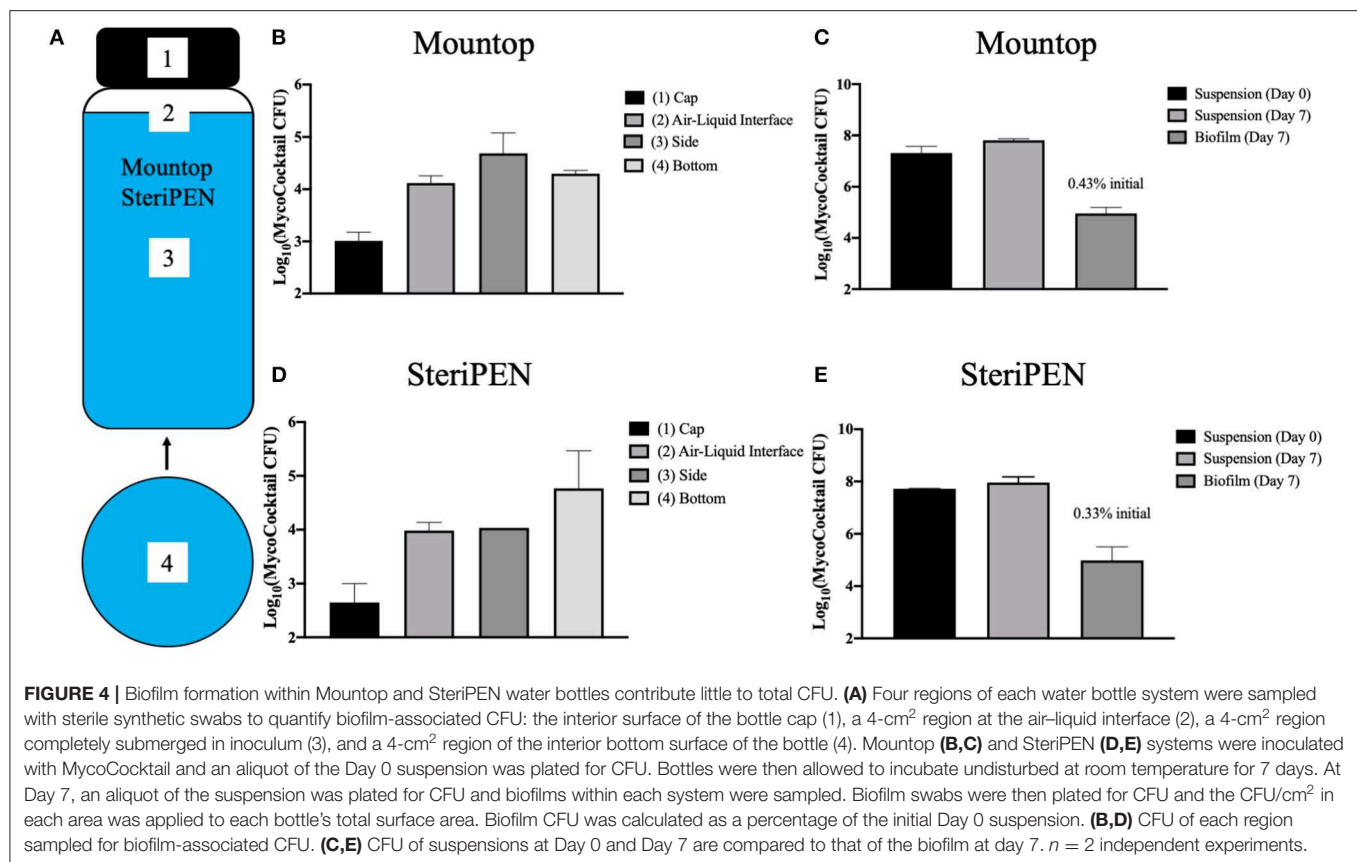 A
1
2
Mountop
SteriPEN
3
4
B
Mountop
Log₁₀(MycoCocktail CFU)
6
5
4
3
2
(1) Cap
(2) Air-Liquid Interface
(3) Side
(4) Bottom
C
Mountop
Log₁₀(MycoCocktail CFU)
10
8
6
4
2
0.43% initial
Suspension (Day 0)
Suspension (Day 7)
Biofilm (Day 7)
D
SteriPEN
Log₁₀(MycoCocktail CFU)
6
5
4
3
2
(1) Cap
(2) Air-Liquid Interface
(3) Side
(4) Bottom
E
SteriPEN
Log₁₀(MycoCocktail CFU)
10
8
6
4
2
0.33% initial
Suspension (Day 0)
Suspension (Day 7)
Biofilm (Day 7)
FIGURE 4 | Biofilm formation within Mountop and SteriPEN water bottles contribute little to total CFU. (A) Four regions of each water bottle system were sampled
with sterile synthetic swabs to quantify biofilm-associated CFU: the interior surface of the bottle cap (1), a 4-cm² region at the air–liquid interface (2), a 4-cm² region
completely submerged in inoculum (3), and a 4-cm² region of the interior bottom surface of the bottle (4). Mountop (B,C) and SteriPEN (D,E) systems were inoculated
with MycoCocktail and an aliquot of the Day 0 suspension was plated for CFU. Bottles were then allowed to incubate undisturbed at room temperature for 7 days. At
Day 7, an aliquot of the suspension was plated for CFU and biofilms within each system were sampled. Biofilm swabs were then plated for CFU and the CFU/cm² in
each area was applied to each bottle's total surface area. Biofilm CFU was calculated as a percentage of the initial Day 0 suspension. (B,D) CFU of each region
sampled for biofilm-associated CFU. (C,E) CFU of suspensions at Day 0 and Day 7 are compared to that of the biofilm at day 7. n = 2 independent experiments.